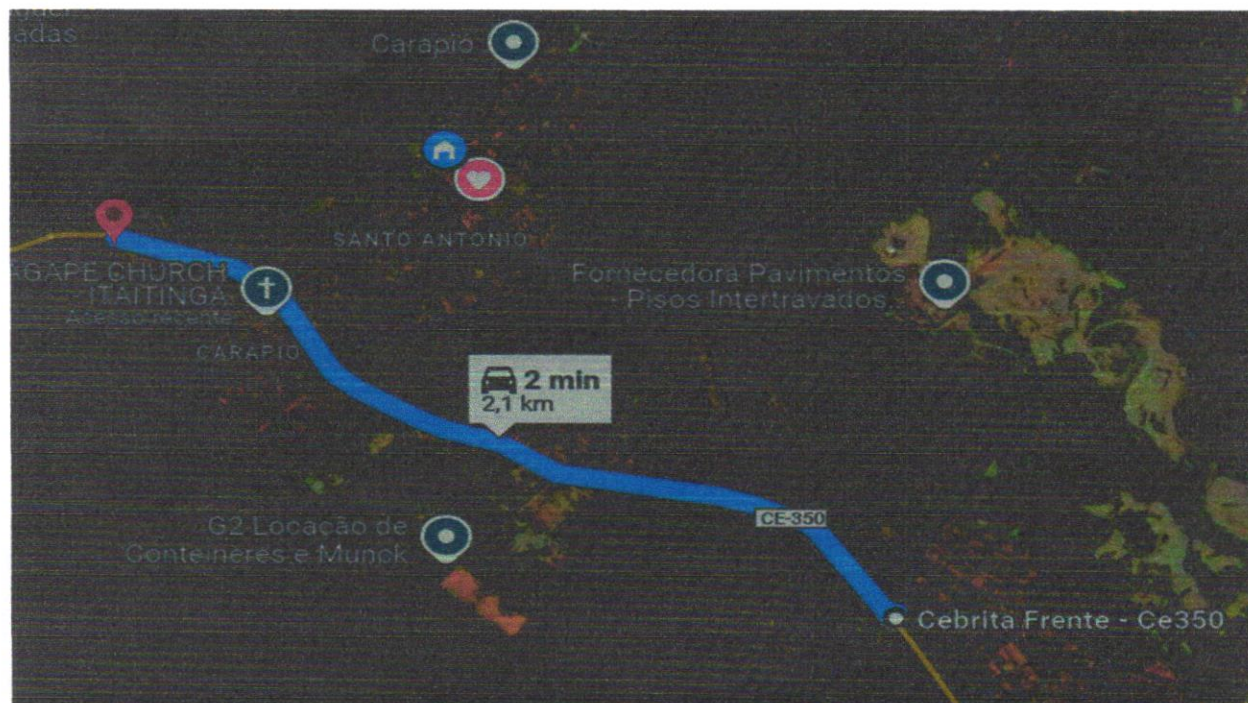 adas
Carapio
SANTO ANTONIO
AGAPE CHURCH
ITAITINGA
Acesso recente
CARAPIO
Fornecedora Pavimentos
- Pisos Intertravados
2 min
2,1 km
CE-350
G2 Locação de
Conteineres e Munck
Cebrita Frente - Ce350